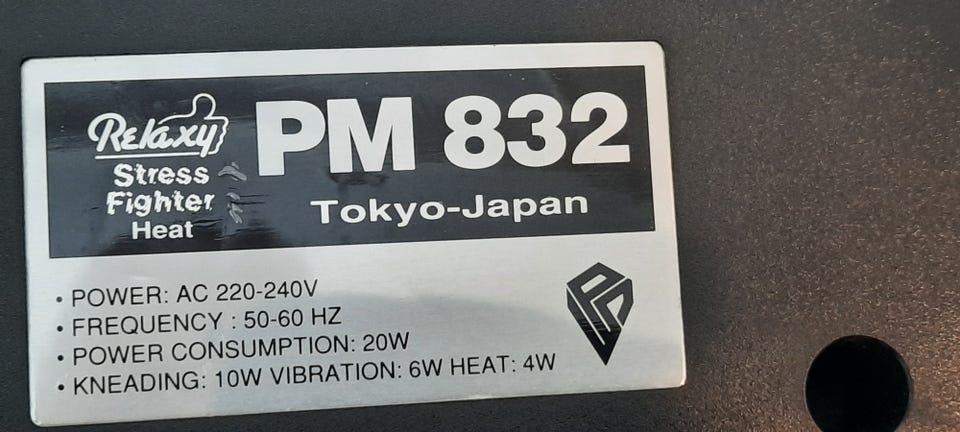 Relaxy
Stress
Fighter
Heat
PM 832
Tokyo-Japan
• POWER: AC 220-240V
• FREQUENCY : 50-60 HZ
• POWER CONSUMPTION: 20W
• KNEADING: 10W VIBRATION: 6W HEAT: 4W